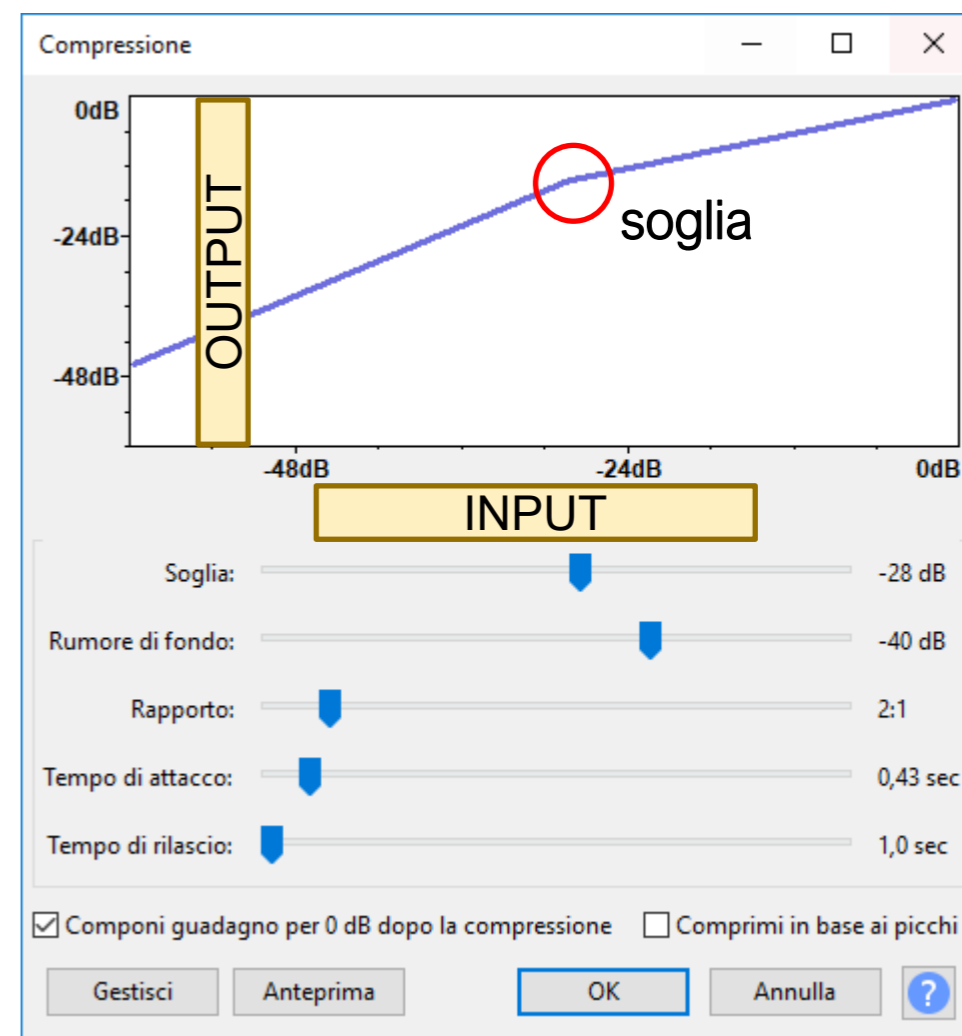 Compressione
0dB
OUTPUT
soglia
-24dB
-48dB
-48dB
-24dB
0dB
INPUT
Soglia:
-28 dB
Rumore di fondo:
-40 dB
Rapporto:
2:1
Tempo di attacco:
0,43 sec
Tempo di rilascio:
1,0 sec
Componi guadagno per 0 dB dopo la compressione
Comprimi in base ai picchi
Gestisci
Anteprima
OK
Annulla
?